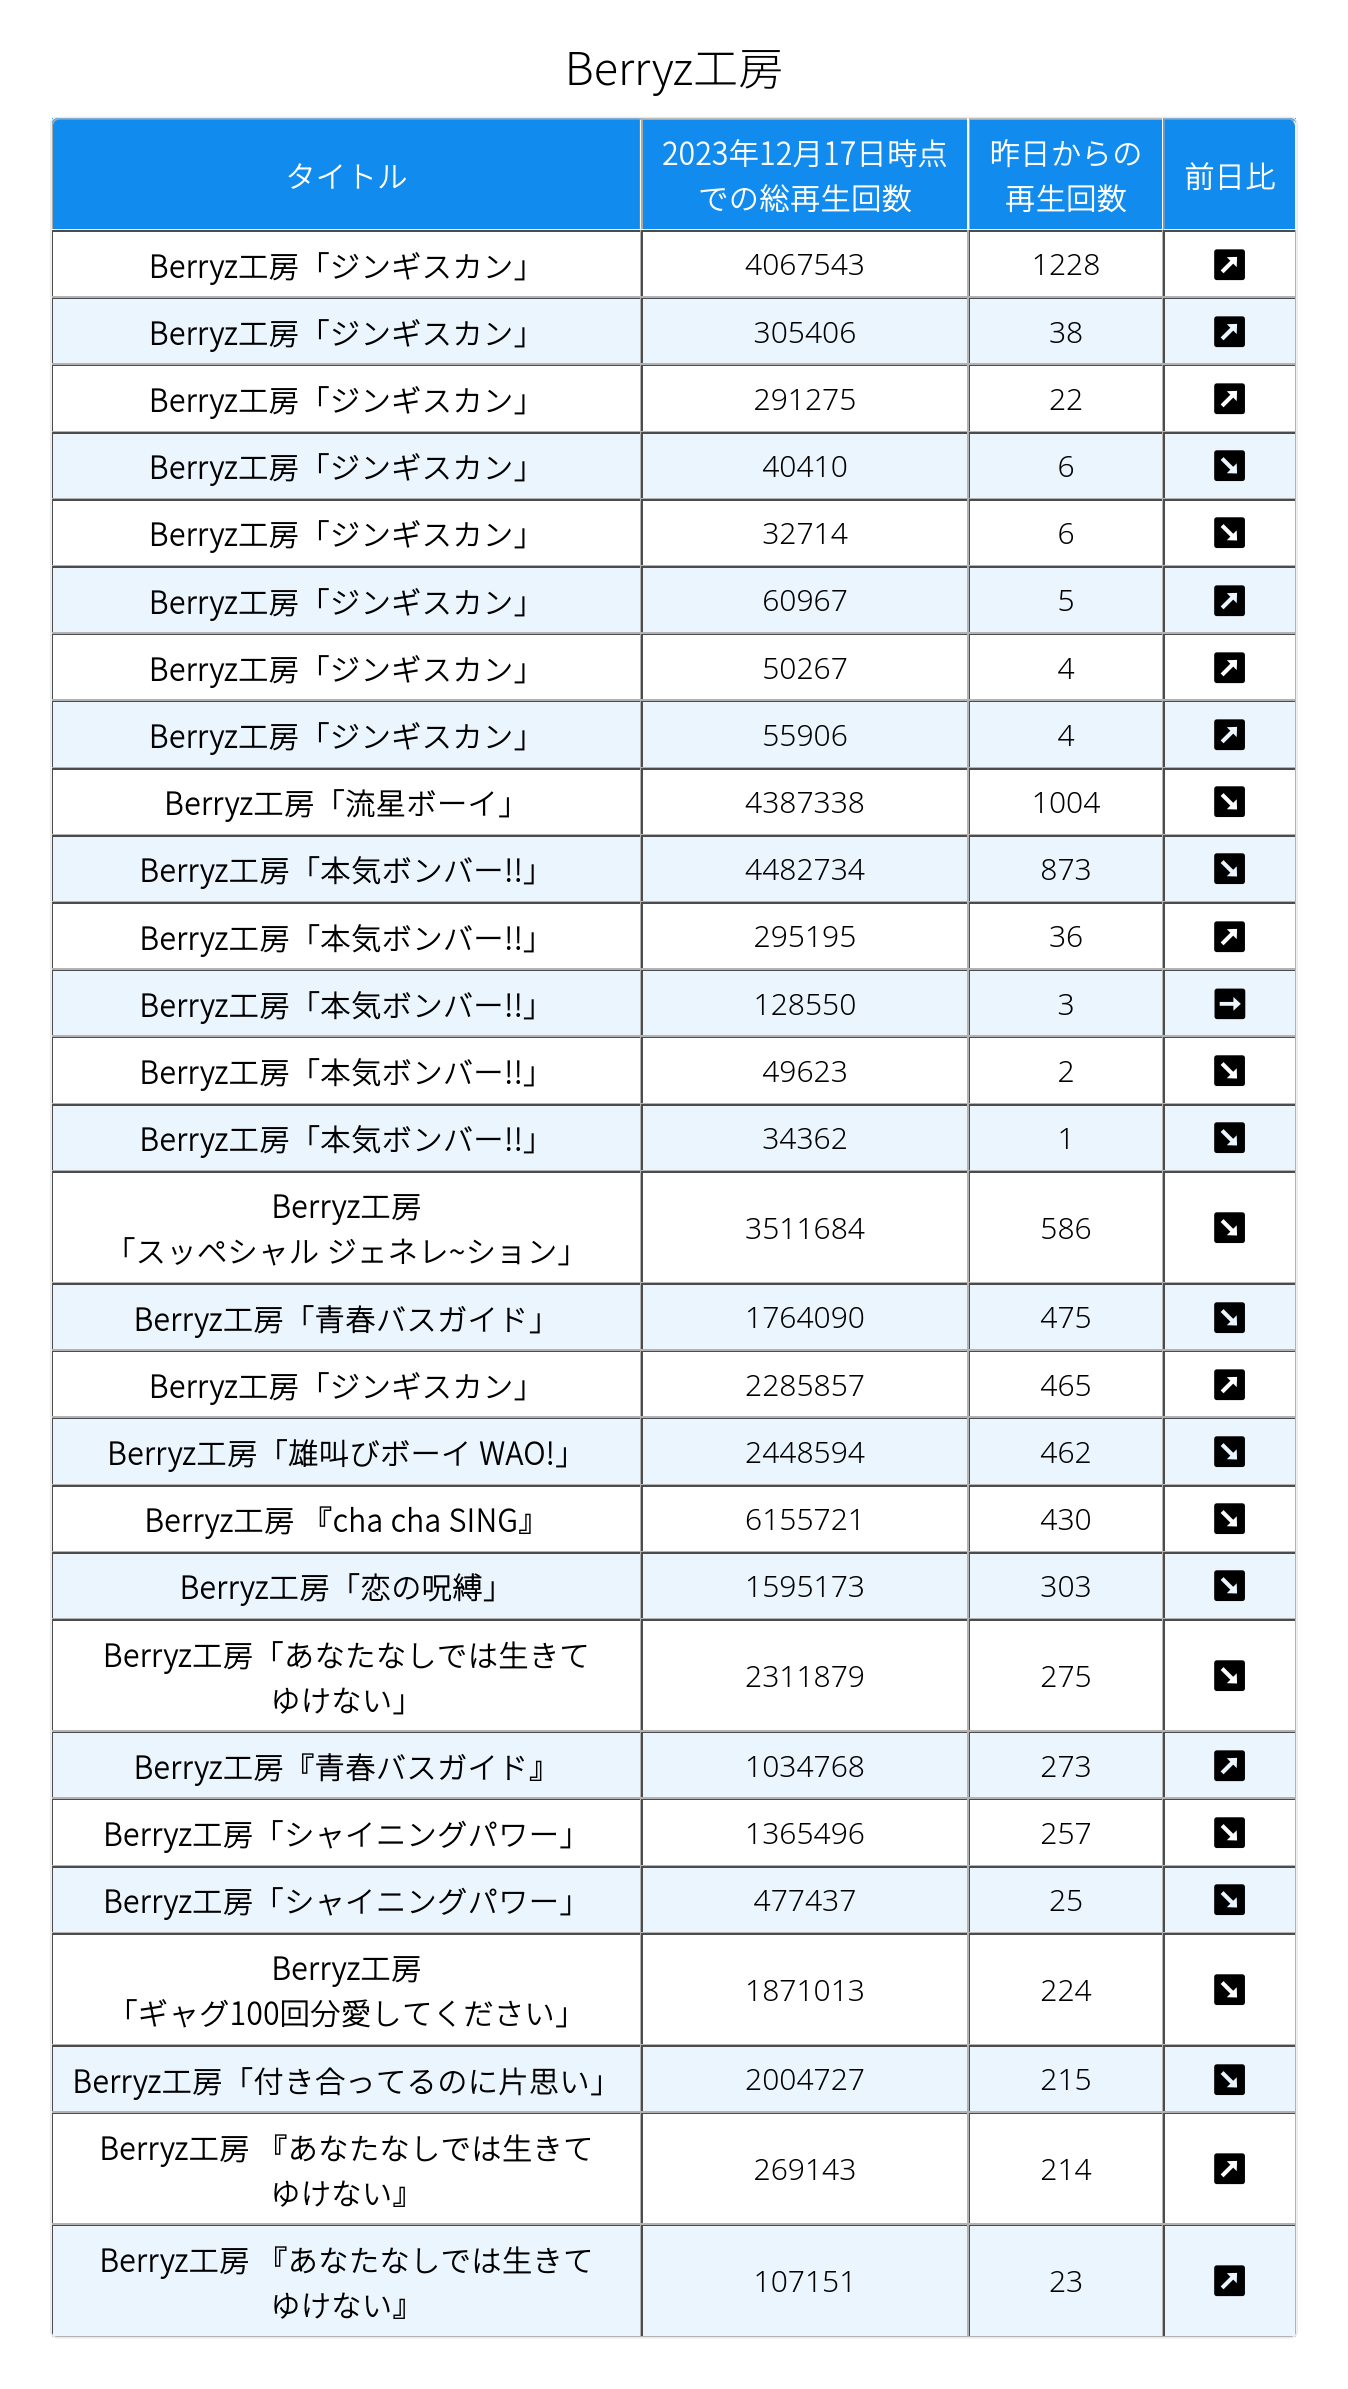 Berryz工房
タイトル
2023年12月17日時点
での総再生回数
昨日からの
再生回数
前日比
Berryz工房「ジンギスカン」 4067543 1228 ↗
Berryz工房「ジンギスカン」 305406 38 ↗
Berryz工房「ジンギスカン」 291275 22 ↗
Berryz工房「ジンギスカン」 40410 6 ↘
Berryz工房「ジンギスカン」 32714 6 ↘
Berryz工房「ジンギスカン」 60967 5 ↗
Berryz工房「ジンギスカン」 50267 4 ↗
Berryz工房「ジンギスカン」 55906 4 ↗
Berryz工房「流星ボーイ」 4387338 1004 ↘
Berryz工房「本気ボンバー!!」 4482734 873 ↘
Berryz工房「本気ボンバー!!」 295195 36 ↗
Berryz工房「本気ボンバー!!」 128550 3 →
Berryz工房「本気ボンバー!!」 49623 2 ↘
Berryz工房「本気ボンバー!!」 34362 1 ↘
Berryz工房
「スッペシャル ジェネレ~ション」 3511684 586 ↘
Berryz工房「青春バスガイド」 1764090 475 ↘
Berryz工房「ジンギスカン」 2285857 465 ↗
Berryz工房「雄叫びボーイ WAO!」 2448594 462 ↘
Berryz工房 『cha cha SING』 6155721 430 ↘
Berryz工房「恋の呪縛」 1595173 303 ↘
Berryz工房「あなたなしでは生きて
ゆけない」 2311879 275 ↘
Berryz工房『青春バスガイド』 1034768 273 ↗
Berryz工房「シャイニングパワー」 1365496 257 ↘
Berryz工房「シャイニングパワー」 477437 25 ↘
Berryz工房
「ギャグ100回分愛してください」 1871013 224 ↘
Berryz工房「付き合ってるのに片思い」 2004727 215 ↘
Berryz工房 『あなたなしでは生きて
ゆけない』 269143 214 ↗
Berryz工房 『あなたなしでは生きて
ゆけない』 107151 23 ↗